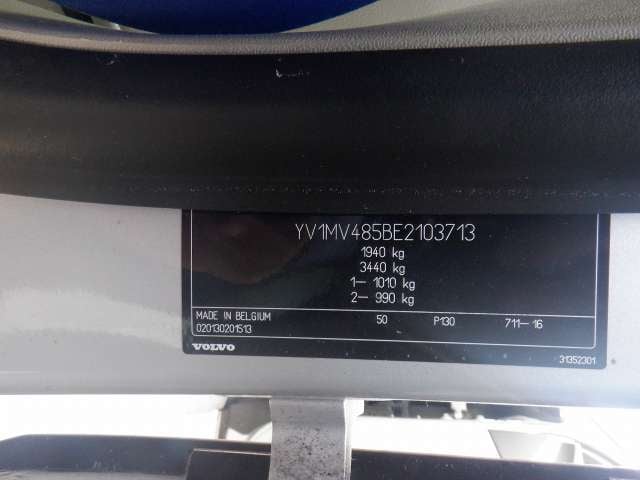 YV1MV485BE2103713
1940 kg
3440 kg
1- 1010 kg
2- 990 kg
MADE IN BELGIUM 50 P130 711-16
020130201513
VOLVO 31352301